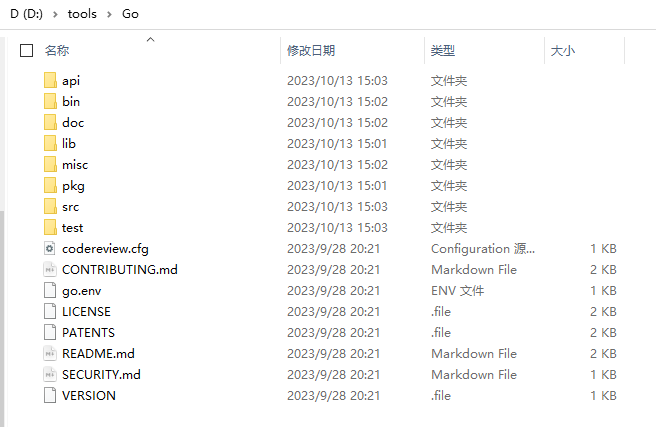 D (D:) › tools › Go
名称 修改日期 类型 大小
api 2023/10/13 15:03 文件夹
bin 2023/10/13 15:02 文件夹
doc 2023/10/13 15:02 文件夹
lib 2023/10/13 15:01 文件夹
misc 2023/10/13 15:02 文件夹
pkg 2023/10/13 15:01 文件夹
src 2023/10/13 15:03 文件夹
test 2023/10/13 15:03 文件夹
codereview.cfg 2023/9/28 20:21 Configuration 源... 1 KB
CONTRIBUTING.md 2023/9/28 20:21 Markdown File 2 KB
go.env 2023/9/28 20:21 ENV 文件 1 KB
LICENSE 2023/9/28 20:21 .file 2 KB
PATENTS 2023/9/28 20:21 .file 2 KB
README.md 2023/9/28 20:21 Markdown File 2 KB
SECURITY.md 2023/9/28 20:21 Markdown File 1 KB
VERSION 2023/9/28 20:21 .file 1 KB